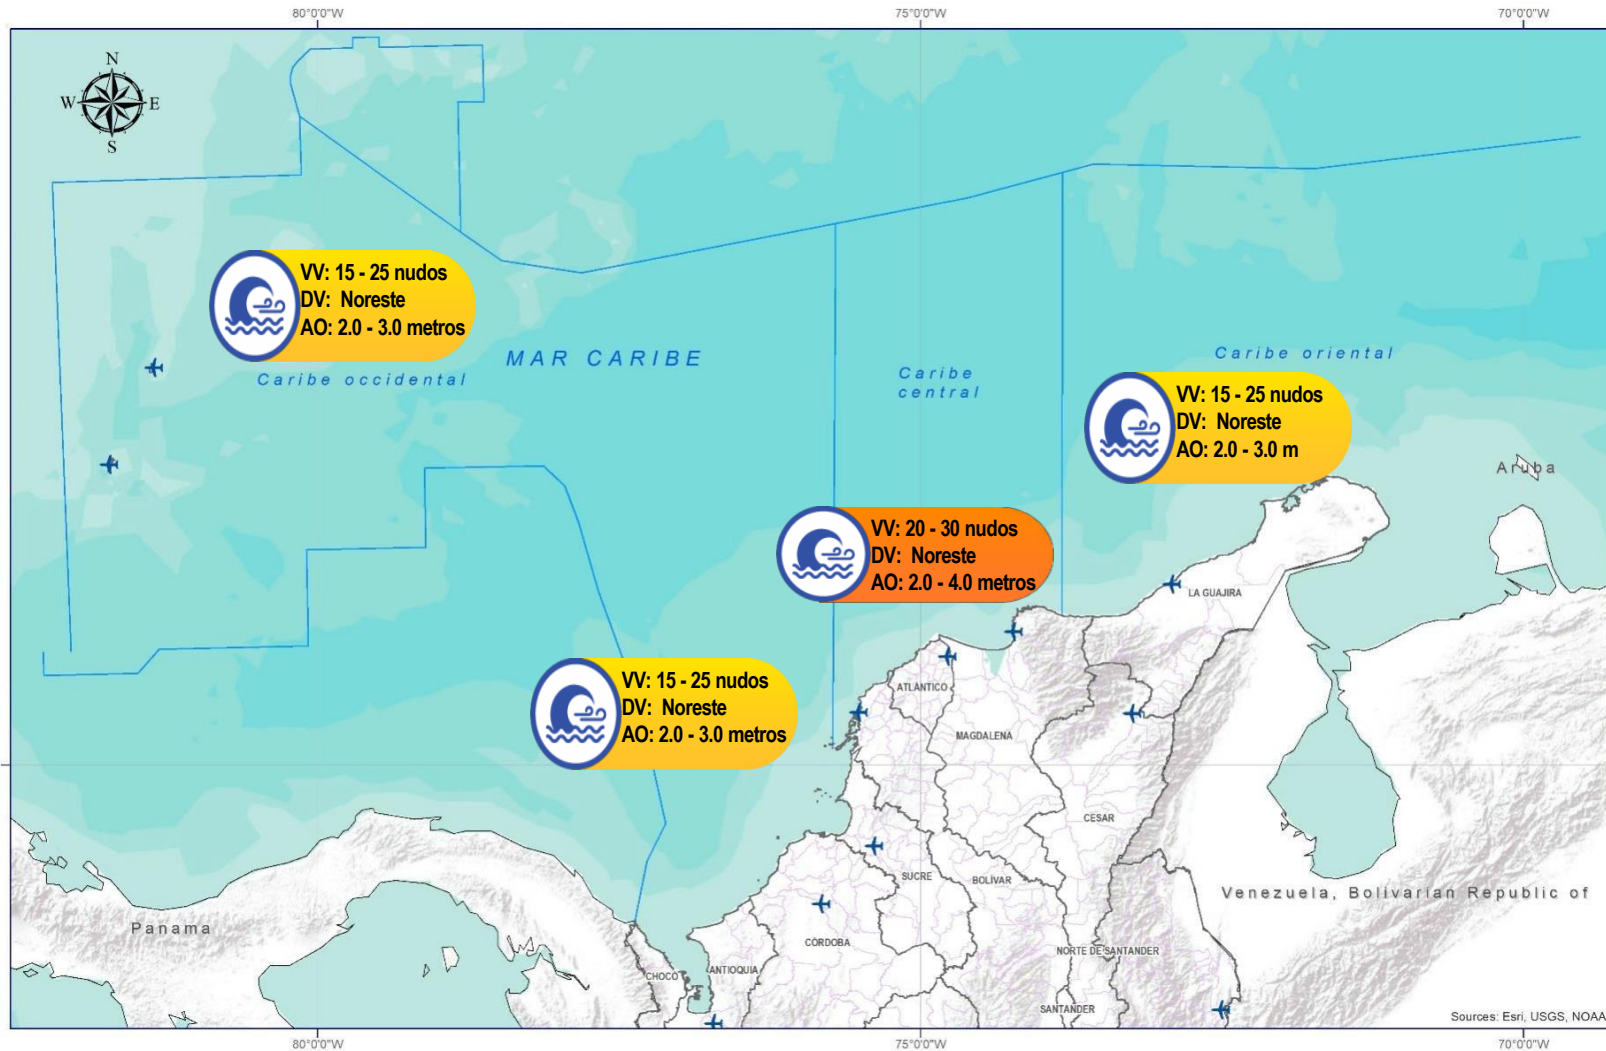 80°0'0"W
75°0'0"W
70°0'0"W
N
W
E
S
VV: 15 - 25 nudos
DV: Noreste
AO: 2.0 - 3.0 metros
MAR CARIBE
Caribe occidental
Caribe
central
Caribe oriental
VV: 15 - 25 nudos
DV: Noreste
AO: 2.0 - 3.0 m
Aruba
VV: 20 - 30 nudos
DV: Noreste
AO: 2.0 - 4.0 metros
LA GUAJIRA
VV: 15 - 25 nudos
DV: Noreste
AO: 2.0 - 3.0 metros
ATLÁNTICO
MAGDALENA
CESAR
SUCRE
BOLÍVAR
Venezuela, Bolivarian Republic of
Panama
CÓRDOBA
NORTE DE SANTANDER
CHOCÓ
ANTIOQUIA
SANTANDER
Sources: Esri, USGS, NOAA
80°0'0"W
75°0'0"W
70°0'0"W